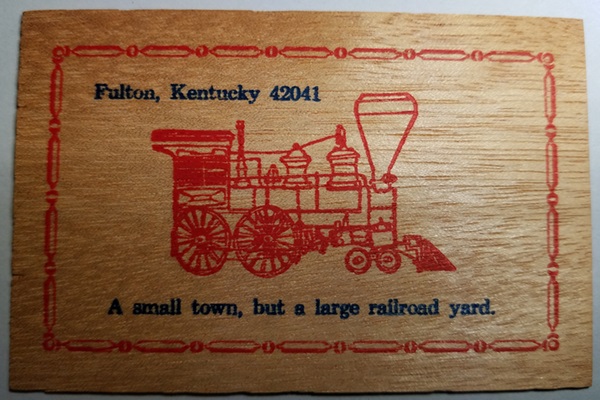 Fulton, Kentucky 42041
A small town, but a large railroad yard.